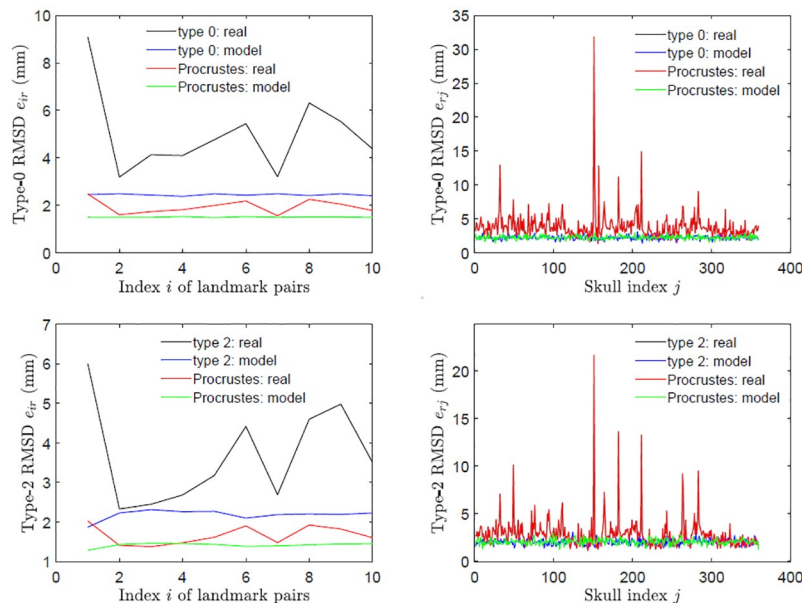 10
8
6
4
2
0
Type-0 RMSD e_ir (mm)
type 0: real
type 0: model
Procrustes: real
Procrustes: model
0 2 4 6 8 10
Index i of landmark pairs
35
30
25
20
15
10
5
0
Type-0 RMSD e_rj (mm)
type 0: real
type 0: model
Procrustes: real
Procrustes: model
0 100 200 300 400
Skull index j
7
6
5
4
3
2
1
Type-2 RMSD e_ir (mm)
type 2: real
type 2: model
Procrustes: real
Procrustes: model
0 2 4 6 8 10
Index i of landmark pairs
20
15
10
5
0
Type-2 RMSD e_rj (mm)
type 2: real
type 2: model
Procrustes: real
Procrustes: model
0 100 200 300 400
Skull index j